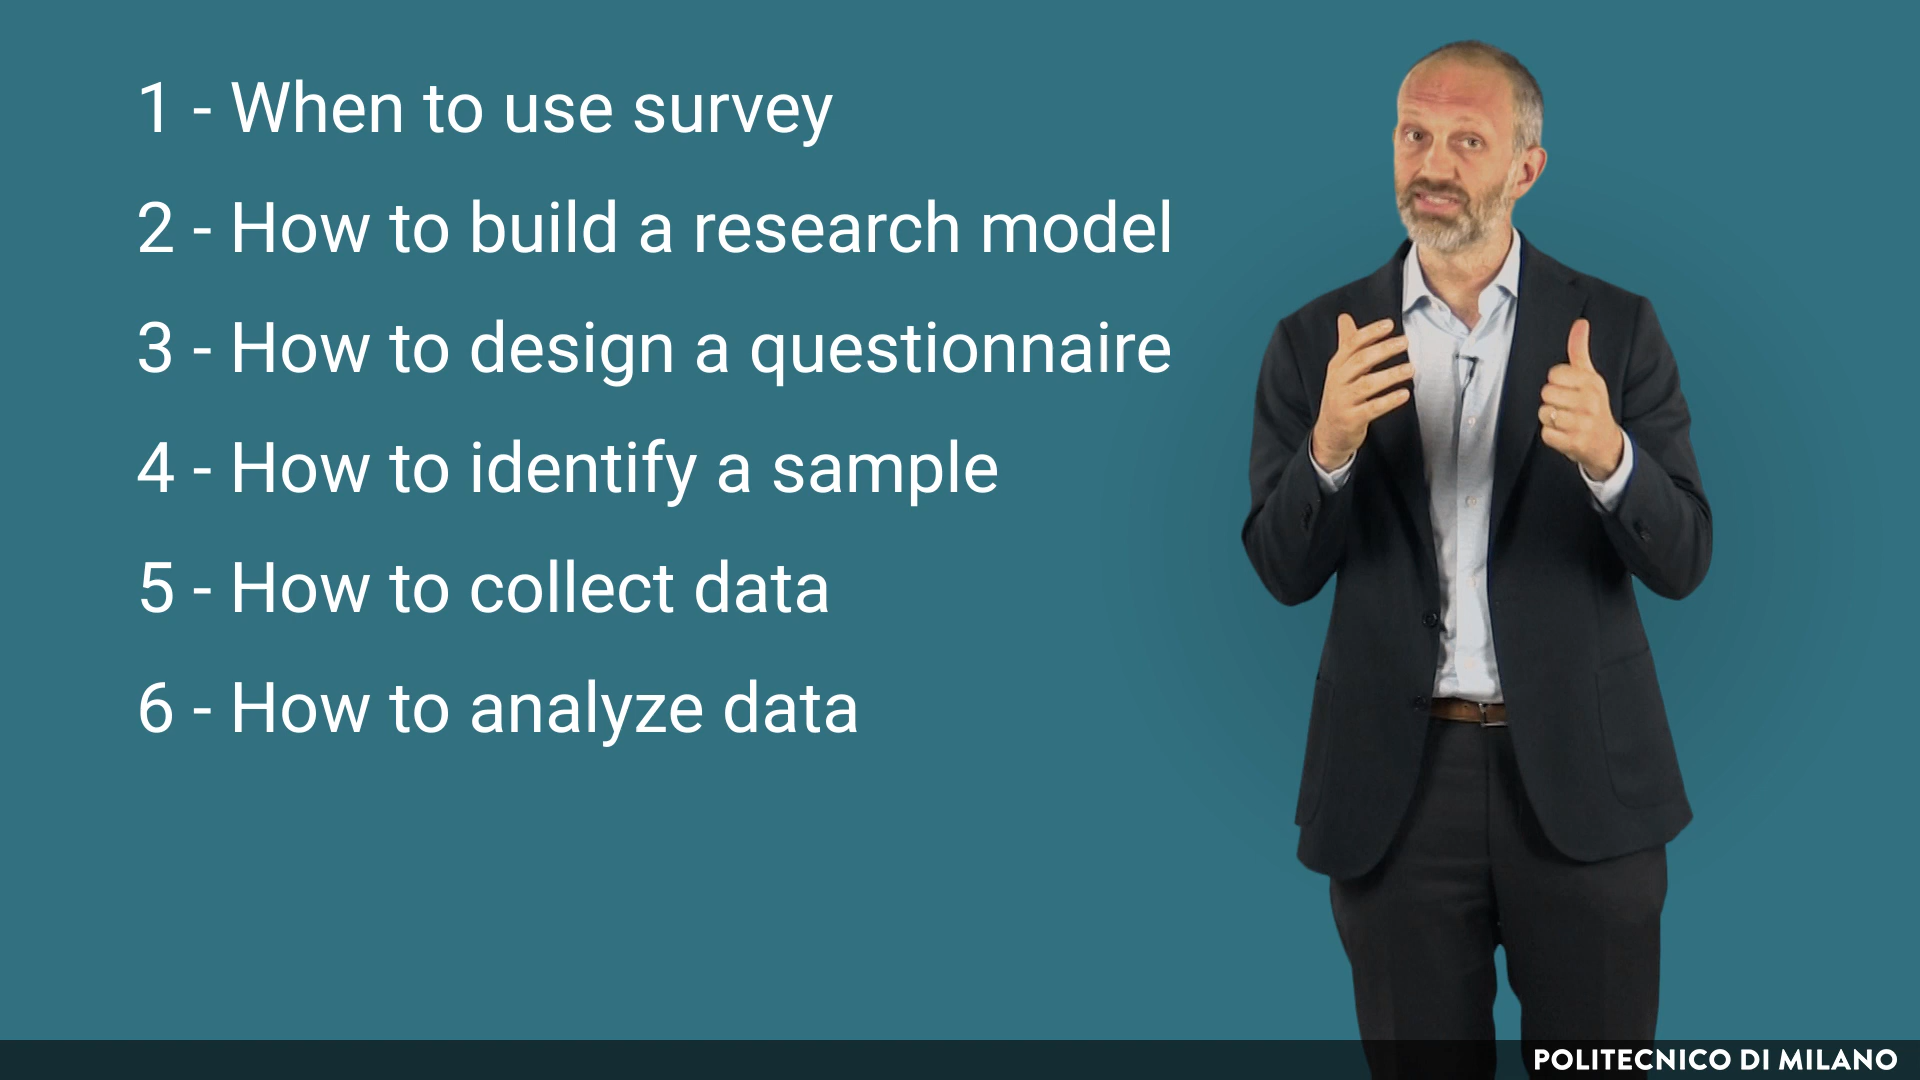 1 - When to use survey
2 - How to build a research model
3 - How to design a questionnaire
4 - How to identify a sample
5 - How to collect data
6 - How to analyze data
POLITECNICO DI MILANO